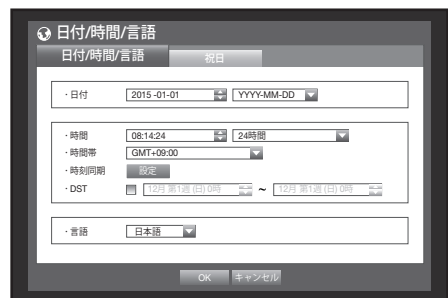 日付/時間/言語
日付/時間/言語 祝日
・日付 2015 -01-01 YYYY-MM-DD
・時間 08:14:24 24時間
・時間帯 GMT+09:00
・時刻同期 設定
・DST 12月 第1週 (日) 0時 ~ 12月 第1週 (日) 0時
・言語 日本語
OK キャンセル